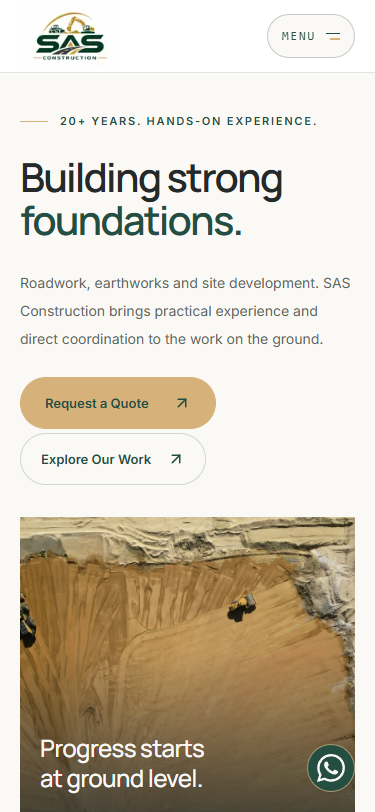 SAS
CONSTRUCTION
MENU
20+ YEARS. HANDS-ON EXPERIENCE.
Building strong
foundations.
Roadwork, earthworks and site development. SAS
Construction brings practical experience and
direct coordination to the work on the ground.
Request a Quote
Explore Our Work
Progress starts
at ground level.